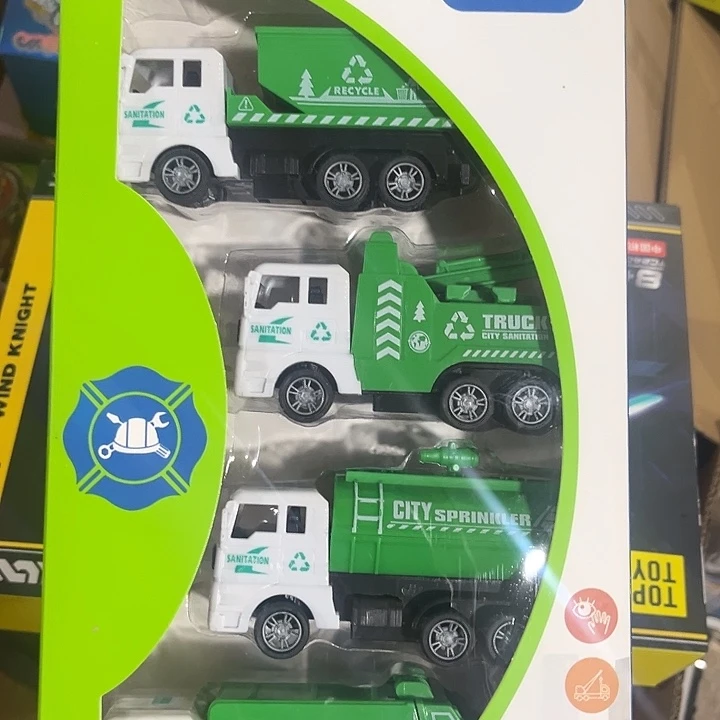 RECYCLE
SANITATION
SANITATION
TRUCK
CITY SANITATION
CITY SPRINKLER
SANITATION
WIND KNIGHT
TOP
TOY